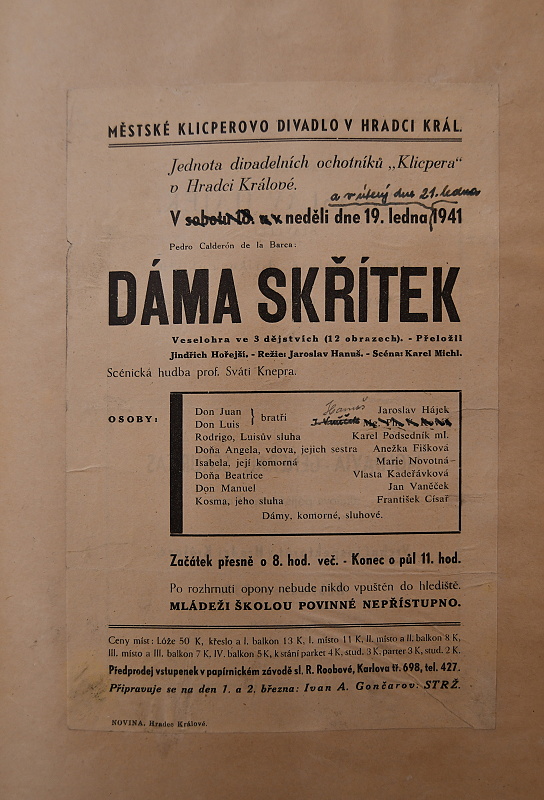 MĚSTSKÉ KLICPEROVO DIVADLO V HRADCI KRÁL.
Jednota divadelních ochotníků „Klicpera“
v Hradci Králové.
a v úterý dne 21. ledna
V sobotu 18. a v neděli dne 19. ledna 1941
Pedro Calderón de la Barca:
DÁMA SKŘÍTEK
Veselohra ve 3 dějstvích (12 obrazech). - Přeložil
Jindřich Hořejší. - Režie: Jaroslav Hanuš. - Scéna: Karel Michl.
Scénická hudba prof. Sváti Knepra.
OSOBY:
Don Juan } bratři Jaroslav Hájek
Don Luis Hanuš
Rodrigo, Luisův sluha Karel Podsedník ml.
Doňa Angela, vdova, jejich sestra Anežka Fišková
Isabela, její komorná Marie Novotná
Doňa Beatrice Vlasta Kadeřávková
Don Manuel Jan Vaněček
Kosma, jeho sluha František Císař
Dámy, komorné, sluhové.
Začátek přesně o 8. hod. več. - Konec o půl 11. hod.
Po rozhrnutí opony nebude nikdo vpuštěn do hlediště.
MLÁDEŽI ŠKOLOU POVINNÉ NEPŘÍSTUPNO.
Ceny míst: Lóže 50 K, křeslo a I. balkon 13 K, I. místo 11 K, II. místo a II. balkon 8 K,
III. místo a III. balkon 7 K, IV. balkon 5 K, k stání parket 4 K, stud. 3 K, parter 3 K, stud. 2 K.
Předprodej vstupenek v papírnickém závodě sl. R. Roobové, Karlova tř. 698, tel. 427.
Připravuje se na den 1. a 2. března: Ivan A. Gončarov: STRŽ.
NOVINA, Hradec Králové.